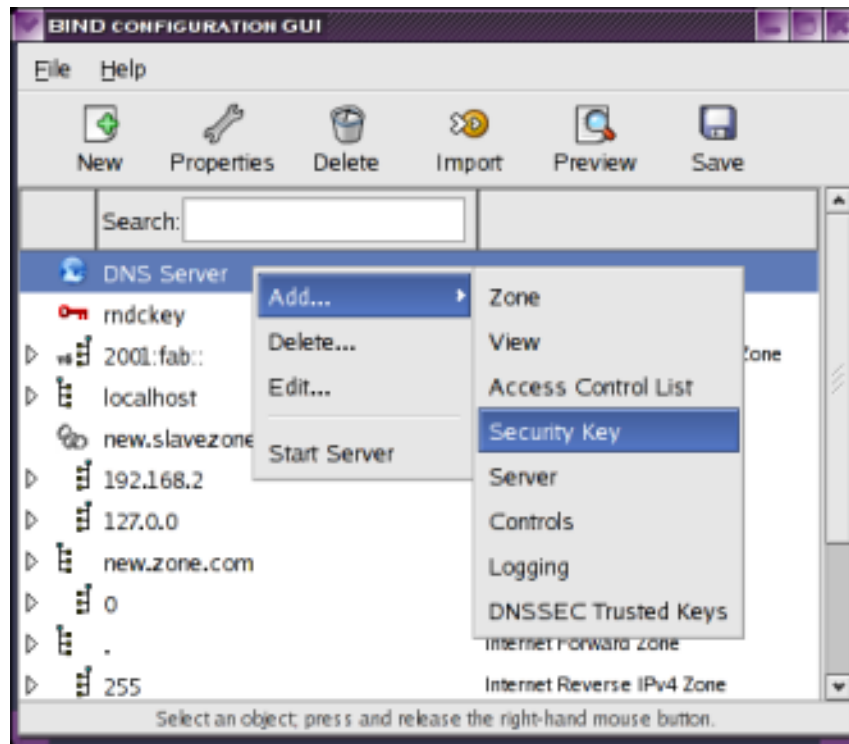 BIND CONFIGURATION GUI
File Help
New Properties Delete Import Preview Save
Search:
DNS Server
rndckey
v6 2001:fab::
localhost
new.slavezone
192.168.2
127.0.0
new.zone.com
0
.
255
Add...
Delete...
Edit...
Start Server
Zone
View
Access Control List
Security Key
Server
Controls
Logging
DNSSEC Trusted Keys
Zone
Internet Forward Zone
Internet Reverse IPv4 Zone
Select an object; press and release the right-hand mouse button.